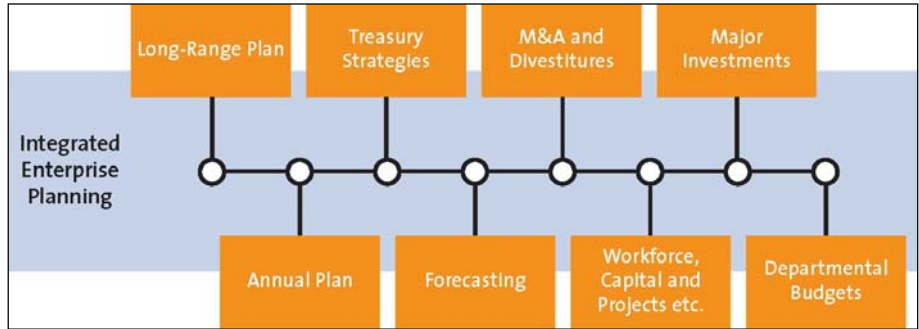 Long-Range Plan
Treasury
Strategies
M&A and
Divestitures
Major
Investments
Integrated
Enterprise
Planning
Annual Plan
Forecasting
Workforce,
Capital and
Projects etc.
Departmental
Budgets